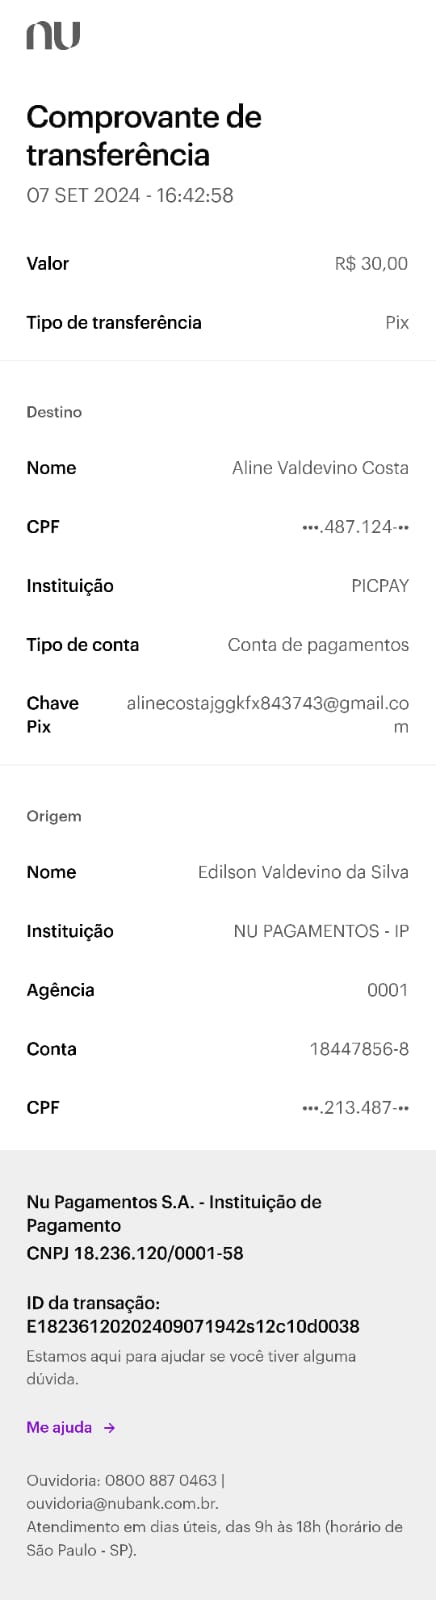 nu
Comprovante de
transferência
07 SET 2024 - 16:42:58
Valor R$ 30,00
Tipo de transferência Pix
Destino
Nome Aline Valdevino Costa
CPF •••.487.124-••
Instituição PICPAY
Tipo de conta Conta de pagamentos
Chave alinecostajggkfx843743@gmail.co
Pix m
Origem
Nome Edilson Valdevino da Silva
Instituição NU PAGAMENTOS - IP
Agência 0001
Conta 18447856-8
CPF •••.213.487-••
Nu Pagamentos S.A. - Instituição de
Pagamento
CNPJ 18.236.120/0001-58
ID da transação:
E18236120202409071942s12c10d0038
Estamos aqui para ajudar se você tiver alguma
dúvida.
Me ajuda →
Ouvidoria: 0800 887 0463 |
ouvidoria@nubank.com.br.
Atendimento em dias úteis, das 9h às 18h (horário de
São Paulo - SP).